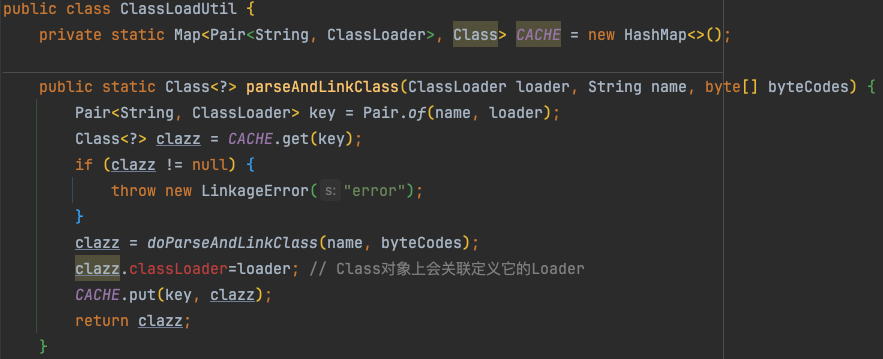 public class ClassLoadUtil {
private static Map<Pair<String, ClassLoader>, Class> CACHE = new HashMap<>();
public static Class<?> parseAndLinkClass(ClassLoader loader, String name, byte[] byteCodes) {
Pair<String, ClassLoader> key = Pair.of(name, loader);
Class<?> clazz = CACHE.get(key);
if (clazz != null) {
throw new LinkageError( s: "error");
}
clazz = doParseAndLinkClass(name, byteCodes);
clazz.classLoader=loader; // Class对象上会关联定义它的Loader
CACHE.put(key, clazz);
return clazz;
}